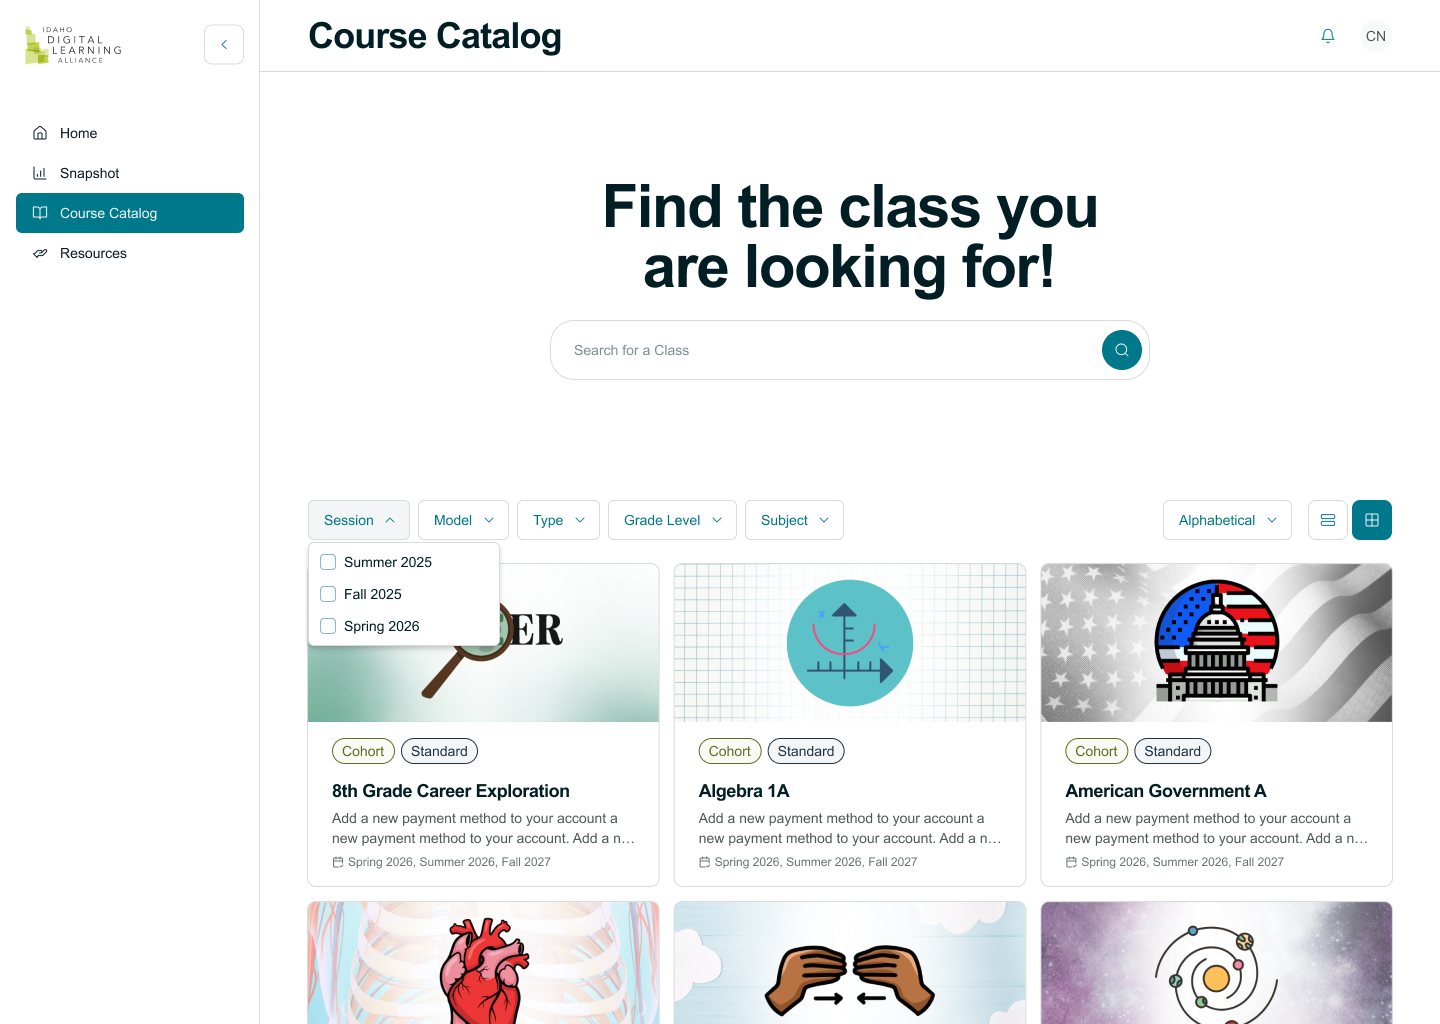 IDAHO
DIGITAL
LEARNING
ALLIANCE
Course Catalog
CN
Home
Snapshot
Course Catalog
Resources
Find the class you
are looking for!
Search for a Class
Session
Model
Type
Grade Level
Subject
Alphabetical
Summer 2025
Fall 2025
Spring 2026
ER
X
Y
Cohort Standard
8th Grade Career Exploration
Add a new payment method to your account a
new payment method to your account. Add a n…
Spring 2026, Summer 2026, Fall 2027
Cohort Standard
Algebra 1A
Add a new payment method to your account a
new payment method to your account. Add a n…
Spring 2026, Summer 2026, Fall 2027
Cohort Standard
American Government A
Add a new payment method to your account a
new payment method to your account. Add a n…
Spring 2026, Summer 2026, Fall 2027